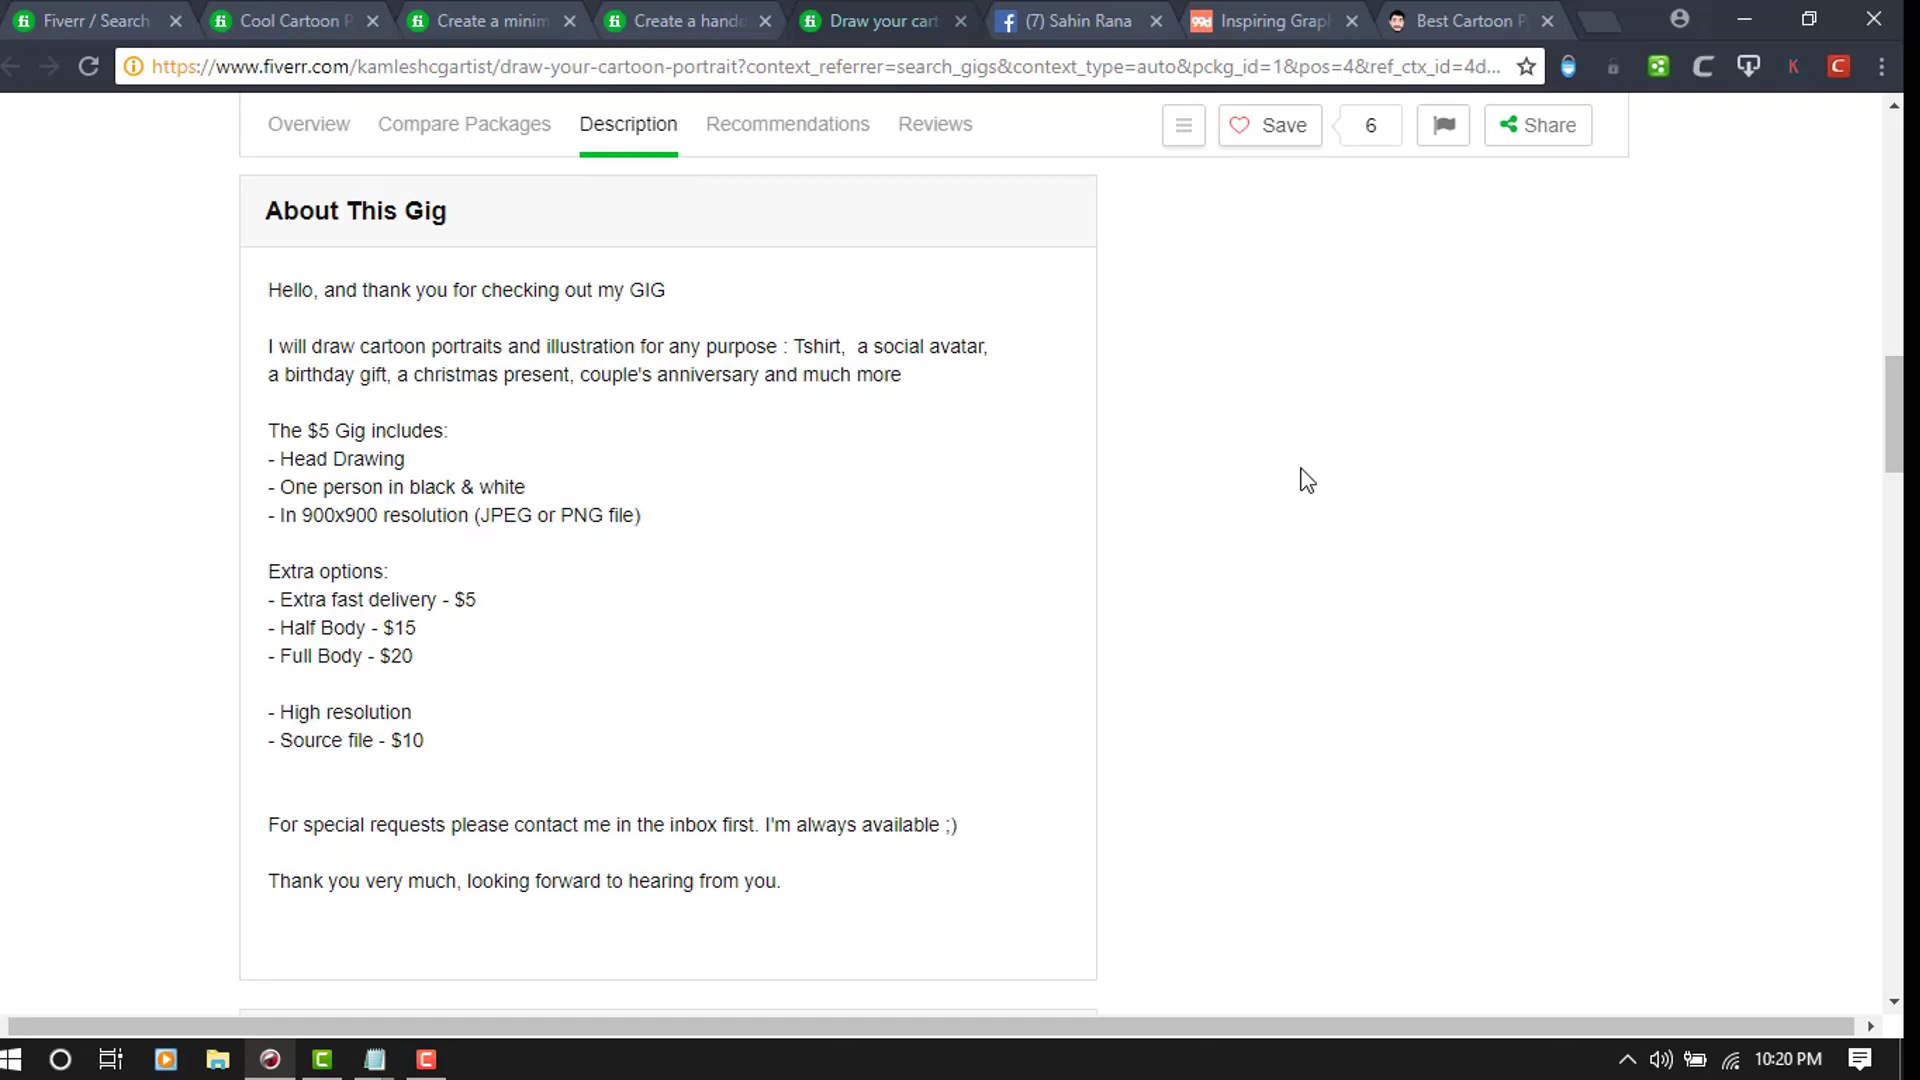 Fiverr / Search
Cool Cartoon P
Create a minim
Create a hande
Draw your cart
(7) Sahin Rana
99d
Inspiring Grap
Best Cartoon P
https://www.fiverr.com/kamleshcgartist/draw-your-cartoon-portrait?context_referrer=search_gigs&context_type=auto&pckg_id=1&pos=4&ref_ctx_id=4d...
Overview
Compare Packages
Description
Recommendations
Reviews
Save
6
Share
About This Gig
Hello, and thank you for checking out my GIG
I will draw cartoon portraits and illustration for any purpose : Tshirt, a social avatar,
a birthday gift, a christmas present, couple's anniversary and much more
The $5 Gig includes:
- Head Drawing
- One person in black & white
- In 900x900 resolution (JPEG or PNG file)
Extra options:
- Extra fast delivery - $5
- Half Body - $15
- Full Body - $20
- High resolution
- Source file - $10
For special requests please contact me in the inbox first. I'm always available ;)
Thank you very much, looking forward to hearing from you.
10:20 PM